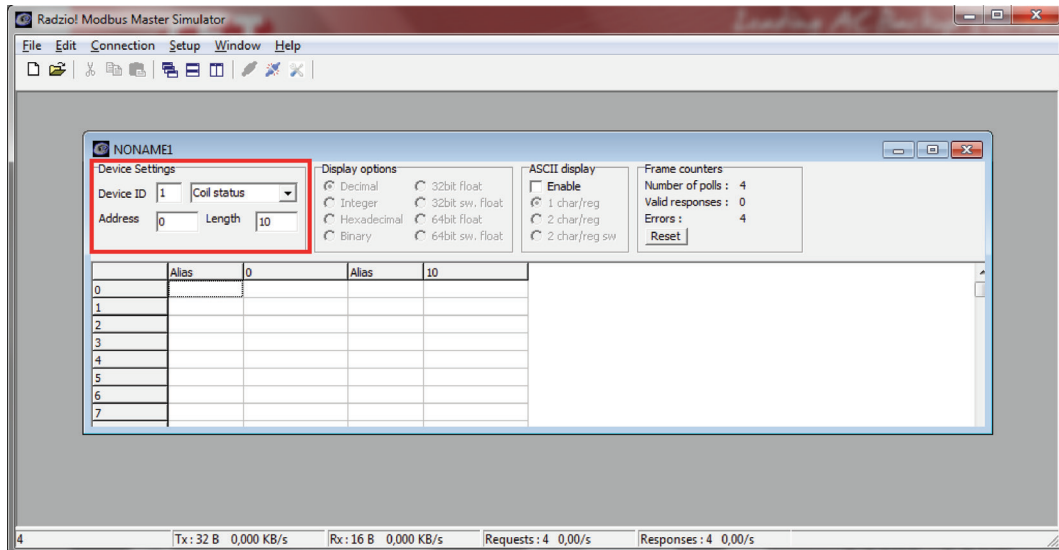 Radzio! Modbus Master Simulator
File Edit Connection Setup Window Help
NONAME1
Device Settings
Device ID 1 Coil status
Address 0 Length 10
Display options
Decimal 32bit float
Integer 32bit sw. float
Hexadecimal 64bit float
Binary 64bit sw. float
ASCII display
Enable
1 char/reg
2 char/reg
2 char/reg sw
Frame counters
Number of polls : 4
Valid responses : 0
Errors : 4
Reset
Alias 0 Alias 10
0
1
2
3
4
5
6
7
4 Tx : 32 B 0,000 KB/s Rx : 16 B 0,000 KB/s Requests : 4 0,00/s Responses : 4 0,00/s